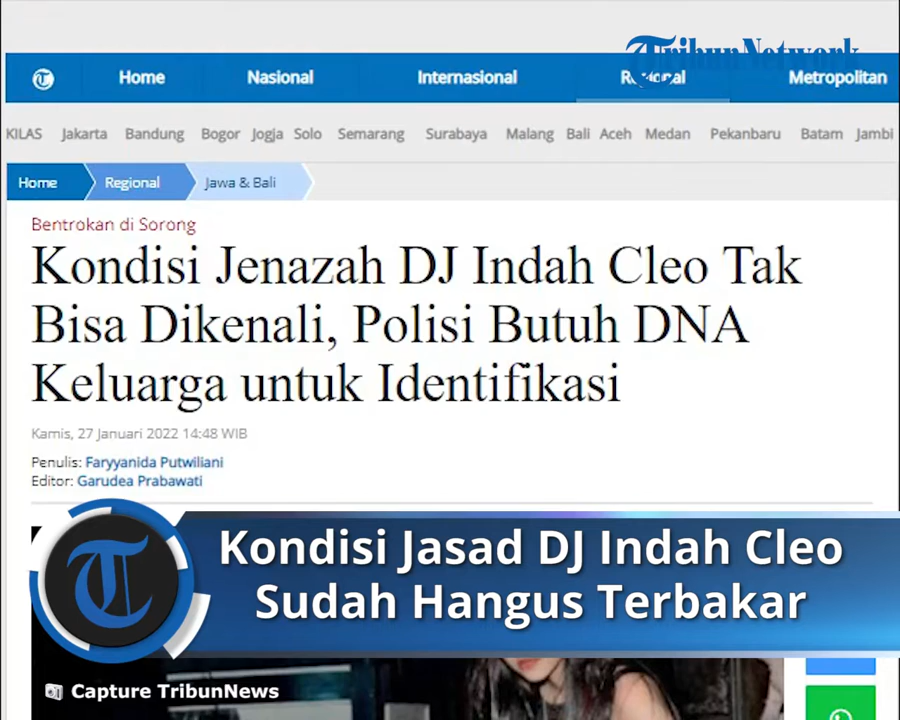 TribunNetwork
Home Nasional Internasional Regional Metropolitan
KILAS Jakarta Bandung Bogor Jogja Solo Semarang Surabaya Malang Bali Aceh Medan Pekanbaru Batam Jambi
Home Regional Jawa & Bali
Bentrokan di Sorong
Kondisi Jenazah DJ Indah Cleo Tak
Bisa Dikenali, Polisi Butuh DNA
Keluarga untuk Identifikasi
Kamis, 27 Januari 2022 14:48 WIB
Penulis: Faryyanida Putwiliani
Editor: Garudea Prabawati
Kondisi Jasad DJ Indah Cleo
Sudah Hangus Terbakar
Capture TribunNews